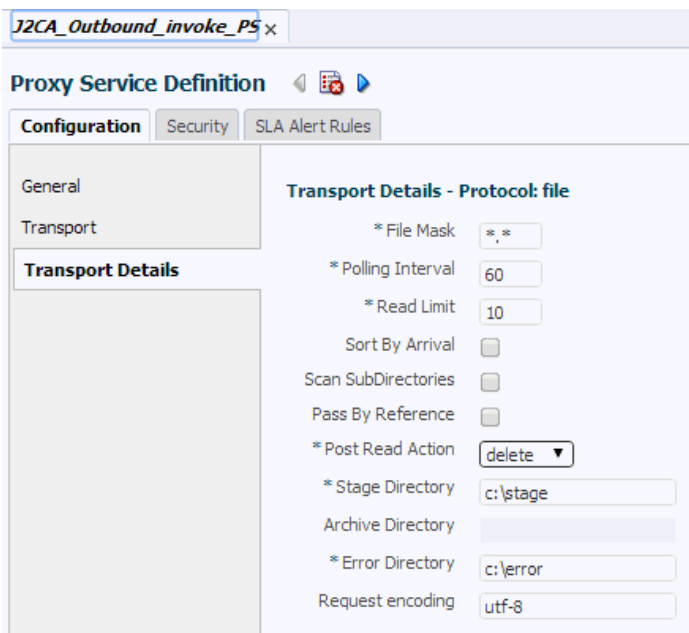 J2CA_Outbound_invoke_PS
Proxy Service Definition
Configuration Security SLA Alert Rules
General
Transport
Transport Details
Transport Details - Protocol: file
* File Mask *.*
* Polling Interval 60
* Read Limit 10
Sort By Arrival
Scan SubDirectories
Pass By Reference
* Post Read Action delete
* Stage Directory c:\stage
Archive Directory
* Error Directory c:\error
Request encoding utf-8